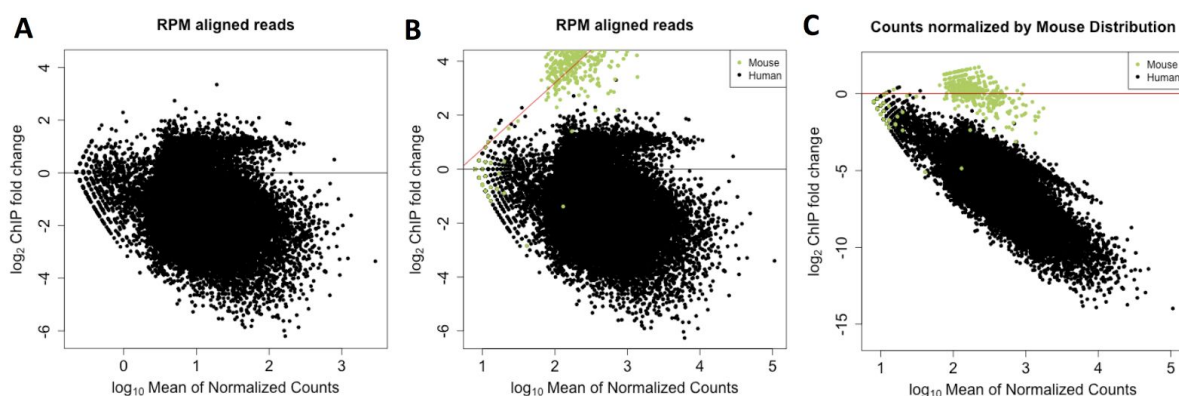 A
RPM aligned reads
log2 ChIP fold change
4
2
0
-2
-4
-6
0
1
2
3
log10 Mean of Normalized Counts
B
RPM aligned reads
Mouse
Human
log2 ChIP fold change
4
2
0
-2
-4
-6
1
2
3
4
5
log10 Mean of Normalized Counts
C
Counts normalized by Mouse Distribution
Mouse
Human
log2 ChIP fold change
0
-5
-10
-15
1
2
3
4
5
log10 Mean of Normalized Counts